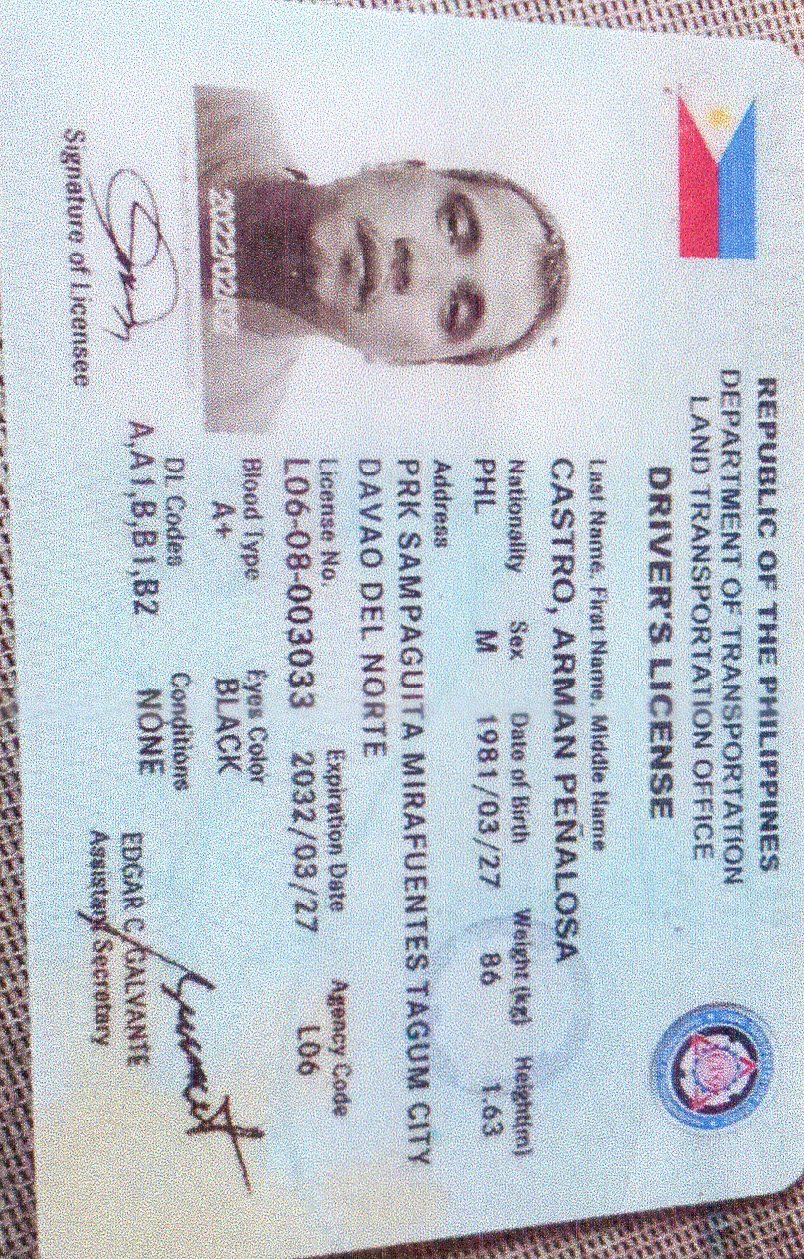 REPUBLIC OF THE PHILIPPINES
DEPARTMENT OF TRANSPORTATION
LAND TRANSPORTATION OFFICE
DRIVER'S LICENSE
Last Name, First Name, Middle Name
CASTRO, ARMAN PEÑALOSA
Nationality Sex Date of Birth Weight (kg) Height(m)
PHL M 1981/03/27 86 1.63
Address
PRK SAMPAGUITA MIRAFUENTES TAGUM CITY
DAVAO DEL NORTE
License No. Expiration Date Agency Code
L06-08-003033 2032/03/27 L06
Blood Type Eyes Color
A+ BLACK
DL Codes Conditions
A,A1,B,B1,B2 NONE
2022/02/
EDGAR C. GALVANTE
Assistant Secretary
Signature of Licensee